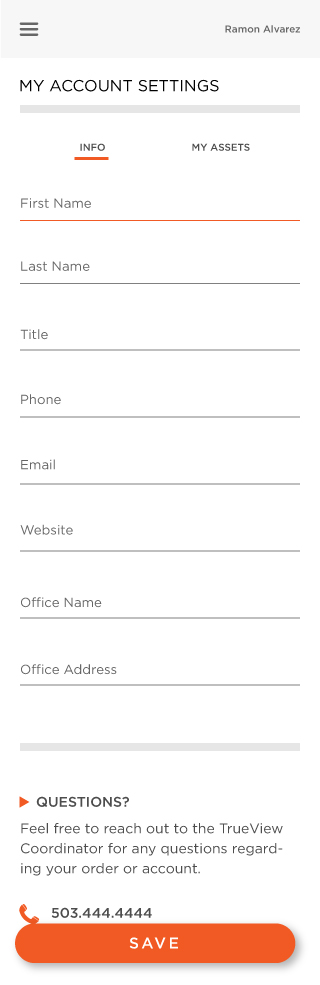 Ramon Alvarez
MY ACCOUNT SETTINGS
INFO
MY ASSETS
First Name
Last Name
Title
Phone
Email
Website
Office Name
Office Address
QUESTIONS?
Feel free to reach out to the TrueView
Coordinator for any questions regard-
ing your order or account.
503.444.4444
SAVE